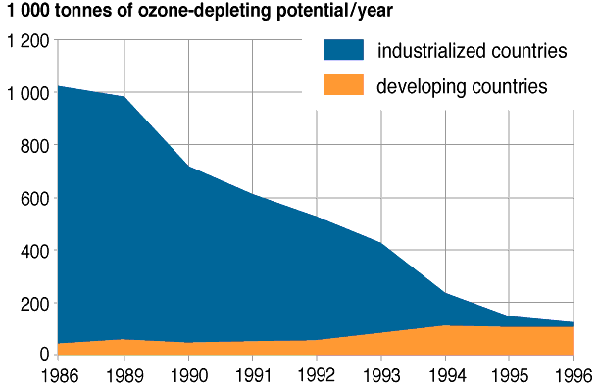 1 000 tonnes of ozone-depleting potential/year
1 200
industrialized countries
1 000
developing countries
800
600
400
200
0
1986 1989 1990 1991 1992 1993 1994 1995 1996